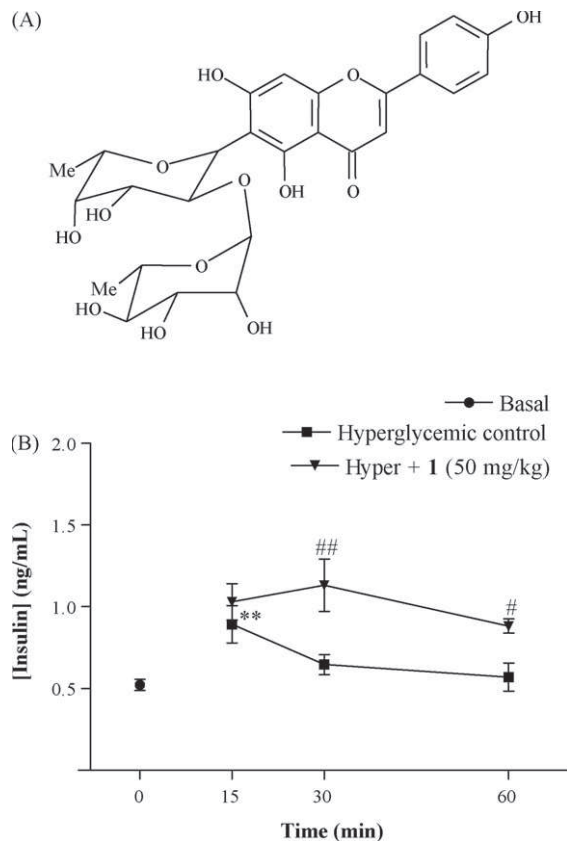 (A)
OH
HO
O
Me
O
O
OH
O
HO
HO
O
Me
HO
HO
OH
Basal
(B)
2.0
Hyperglycemic control
Hyper + 1 (50 mg/kg)
1.5
##
#
1.0
**
0.5
[Insulin] (ng/mL)
0
15
30
60
Time (min)